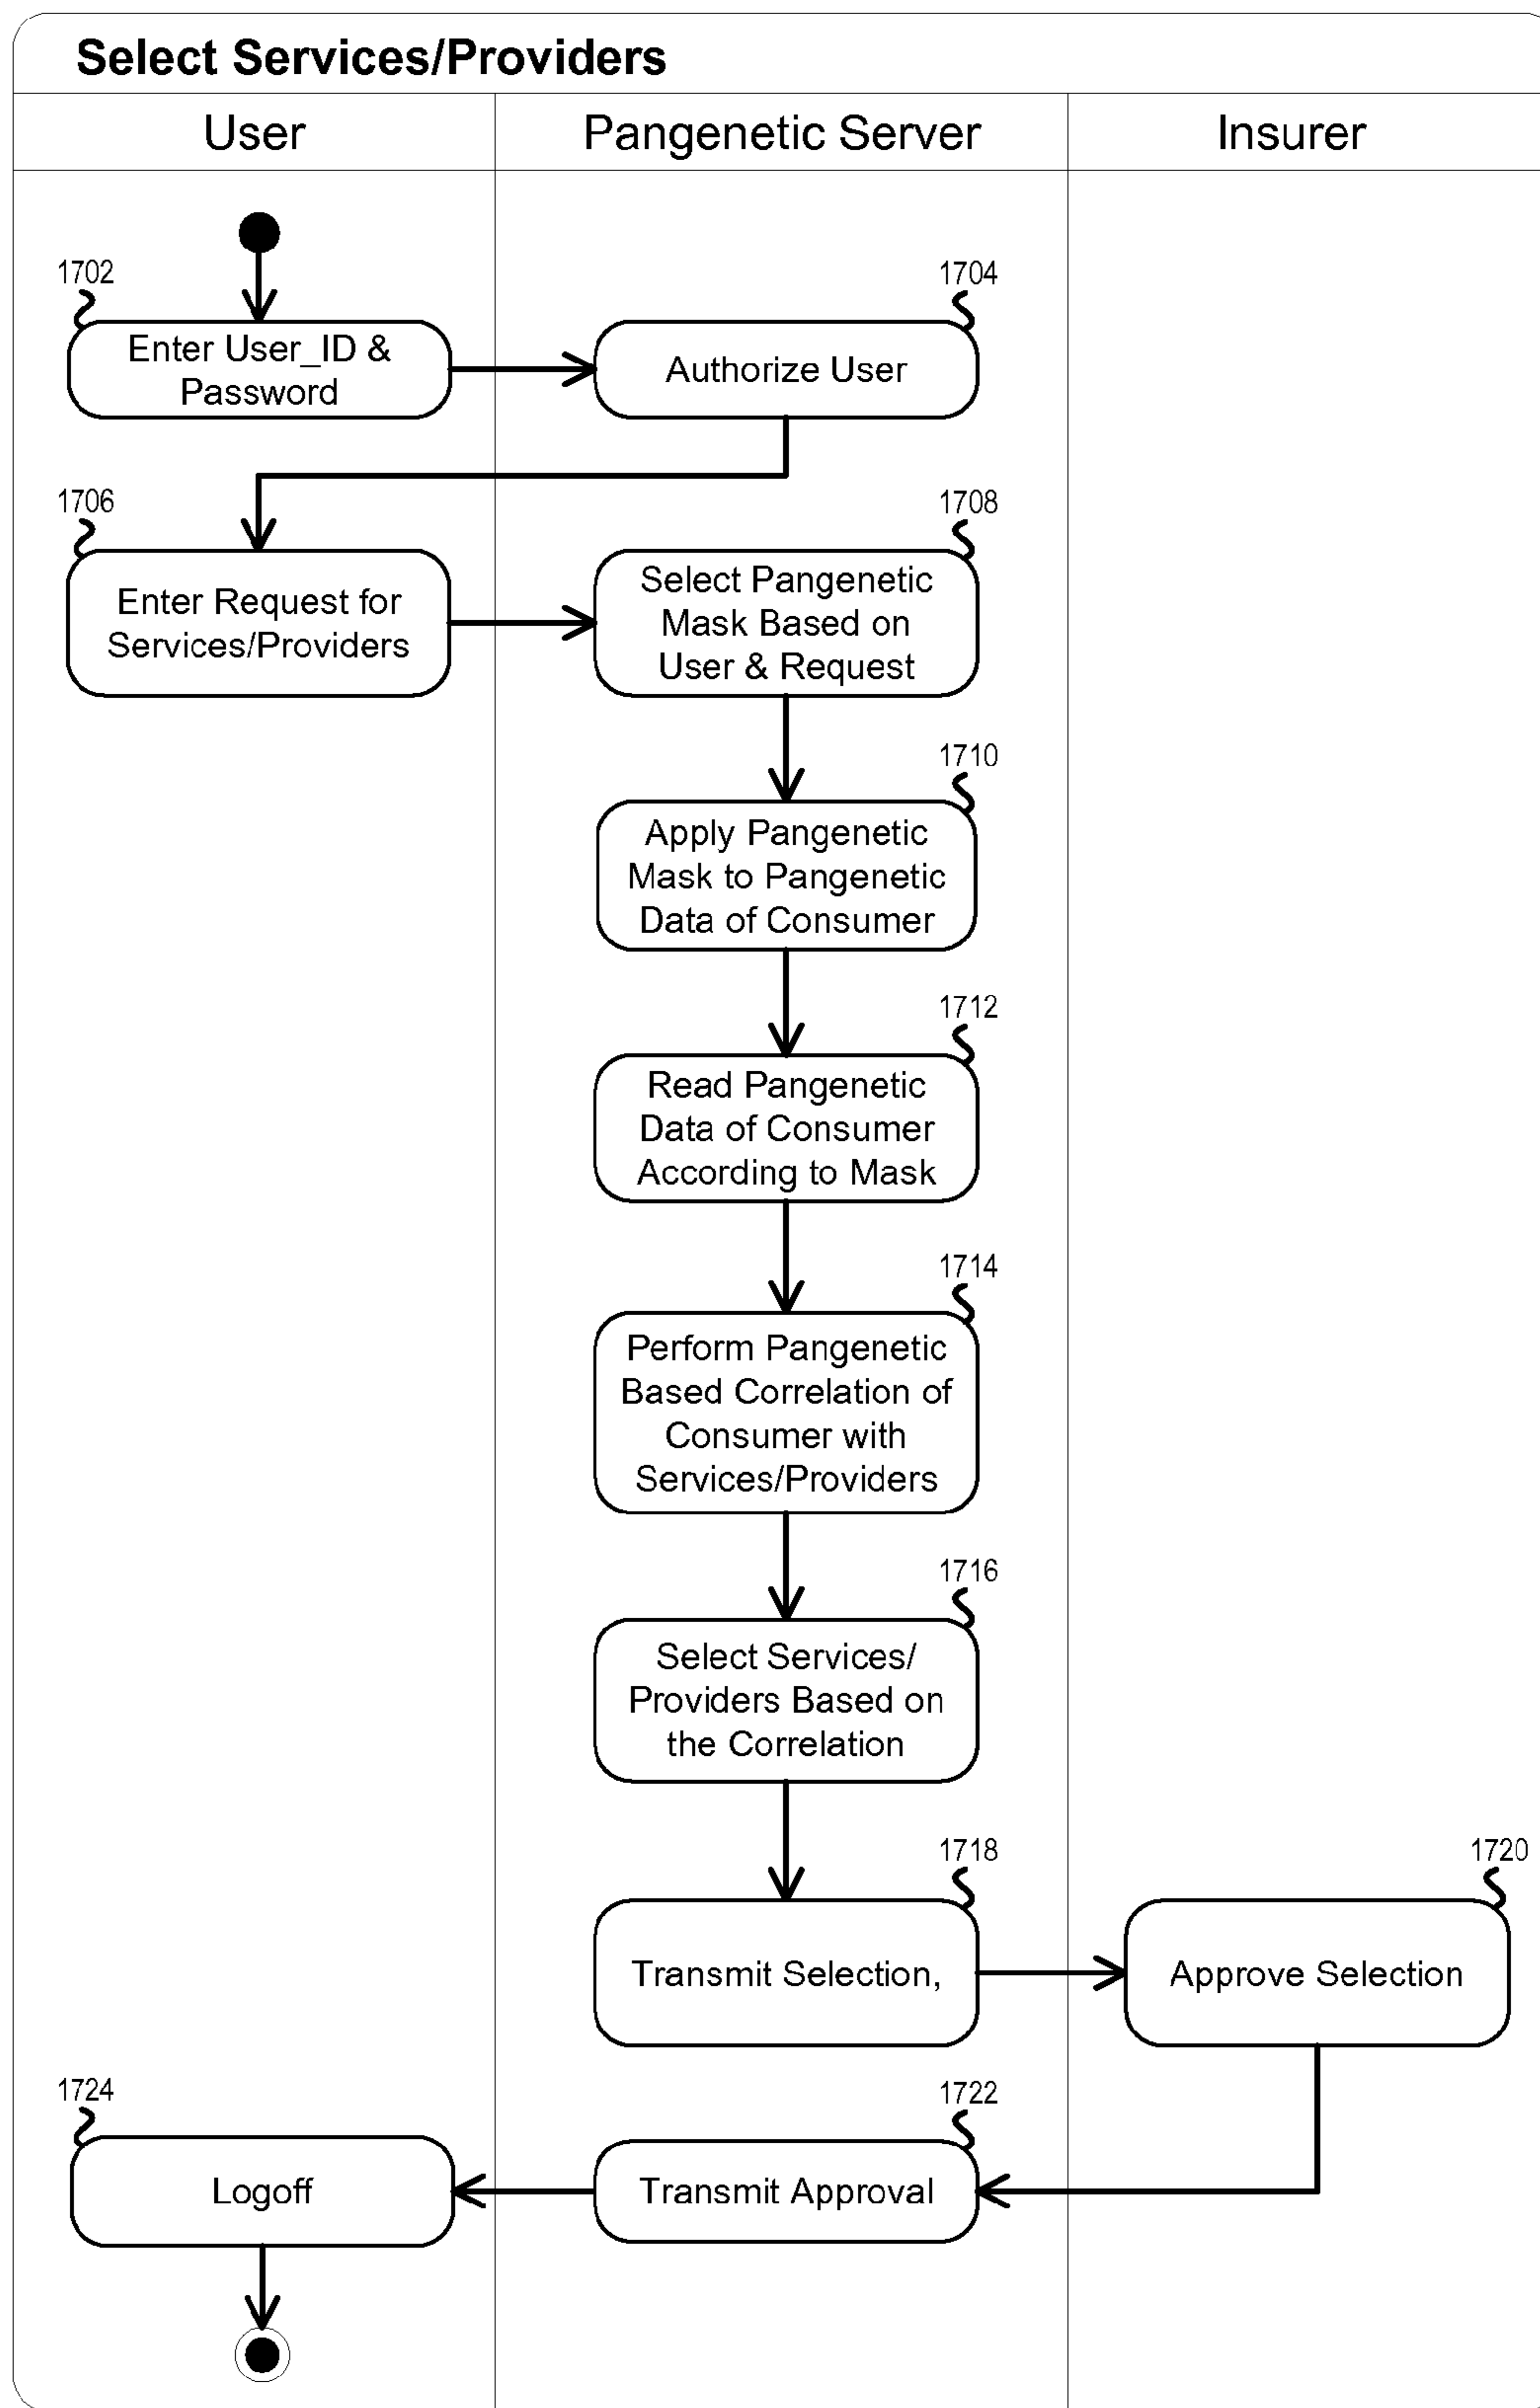 Select Services/Providers
User
Pangenetic Server
Insurer
1702
Enter User_ID &
Password
1704
Authorize User
1706
Enter Request for
Services/Providers
1708
Select Pangenetic
Mask Based on
User & Request
1710
Apply Pangenetic
Mask to Pangenetic
Data of Consumer
1712
Read Pangenetic
Data of Consumer
According to Mask
1714
Perform Pangenetic
Based Correlation of
Consumer with
Services/Providers
1716
Select Services/
Providers Based on
the Correlation
1718
Transmit Selection,
1720
Approve Selection
1722
Transmit Approval
1724
Logoff